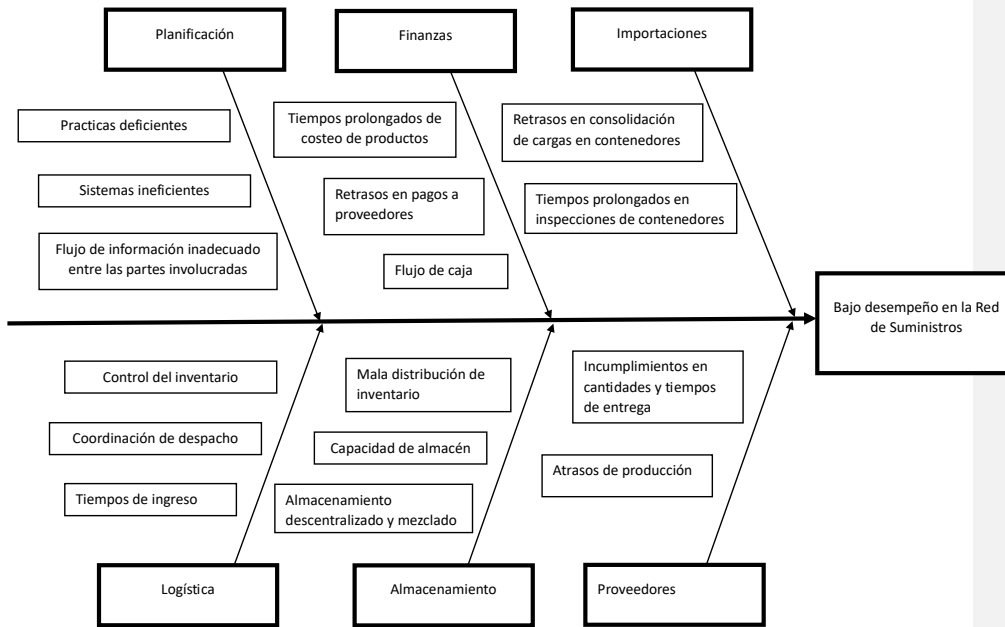 Planificación
Finanzas
Importaciones
Practicas deficientes
Tiempos prolongados de
costeo de productos
Retrasos en consolidación
de cargas en contenedores
Sistemas ineficientes
Retrasos en pagos a
proveedores
Tiempos prolongados en
inspecciones de contenedores
Flujo de información inadecuado
entre las partes involucradas
Flujo de caja
Bajo desempeño en la Red
de Suministros
Control del inventario
Mala distribución de
inventario
Incumplimientos en
cantidades y tiempos
de entrega
Coordinación de despacho
Capacidad de almacén
Atrasos de producción
Tiempos de ingreso
Almacenamiento
descentralizado y mezclado
Logística
Almacenamiento
Proveedores